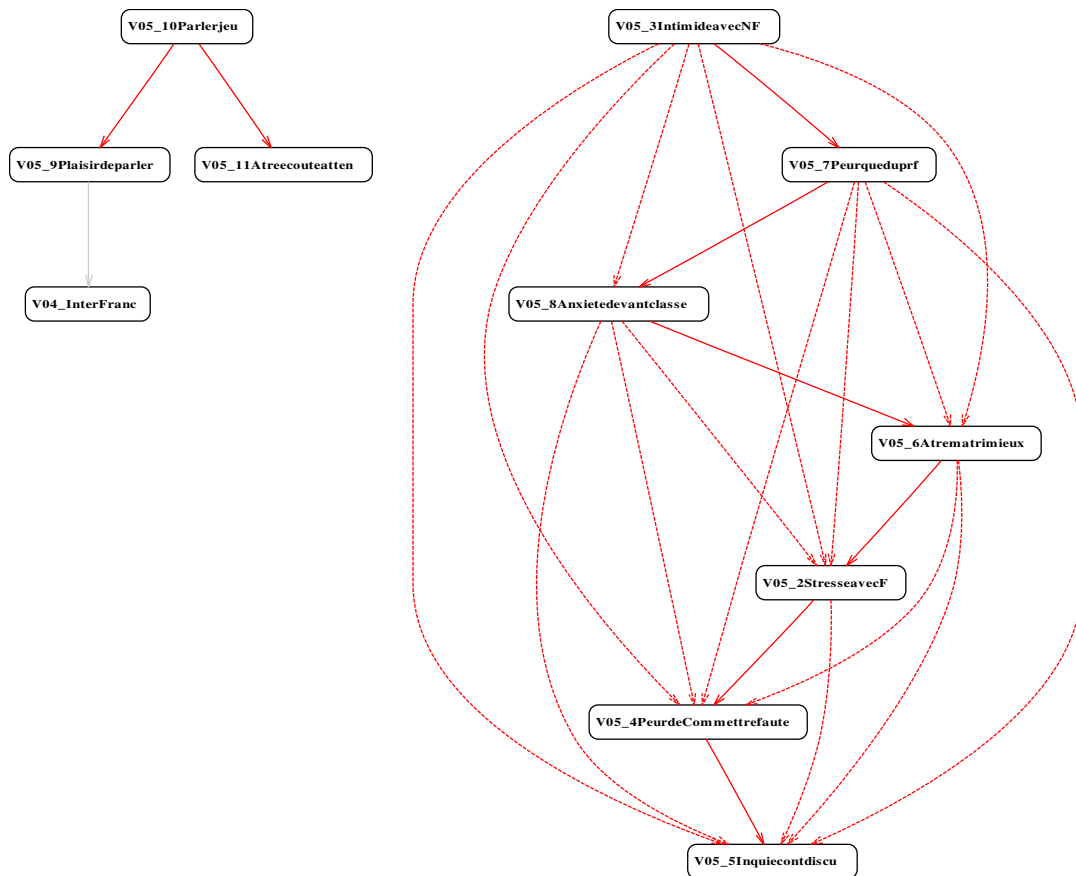 V05_10Parlerjeu
V05_3IntimideavecNF
V05_9Plaisirdeparler
V05_11Atreecouteatten
V05_7Peurqueduprf
V04_InterFranc
V05_8Anxietedevantclasse
V05_6Atrematrimieux
V05_2StresseavecF
V05_4PeurdeCommettrefaute
V05_5Inquiecontdiscu